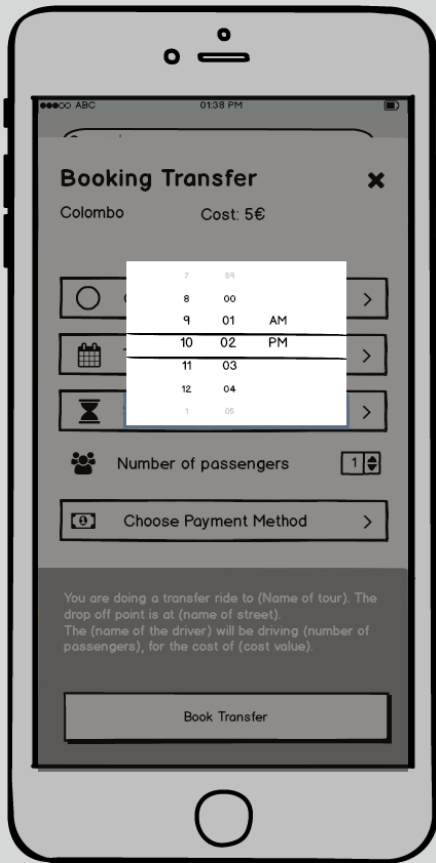 ABC 01:38 PM
Booking Transfer
Colombo Cost: 5€
7 59
8 00
9 01 AM
10 02 PM
11 03
12 04
1 05
Number of passengers 1
Choose Payment Method
You are doing a transfer ride to (Name of tour). The
drop off point is at (name of street).
The (name of the driver) will be driving (number of
passengers), for the cost of (cost value).
Book Transfer